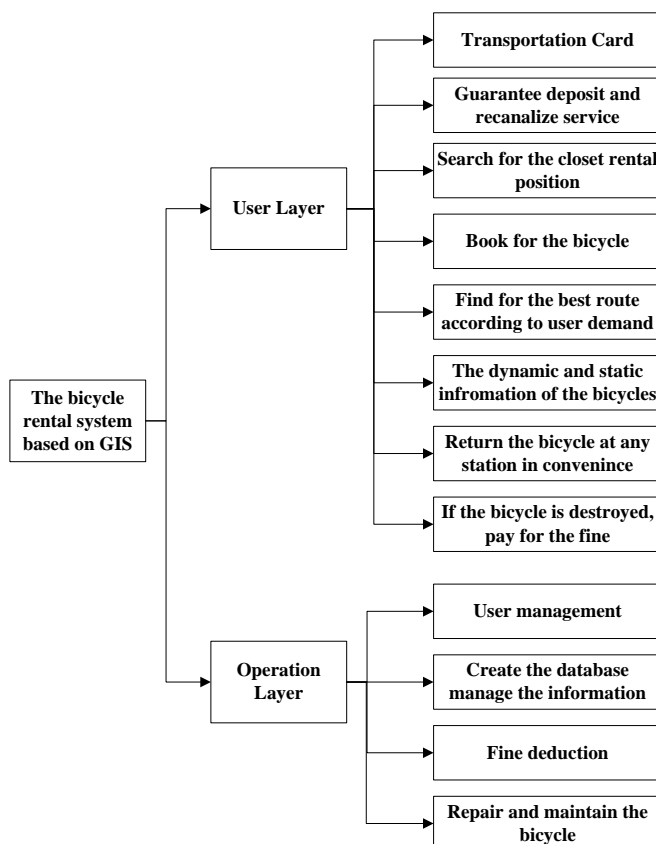 Transportation Card
Guarantee deposit and
recanalize service
Search for the closet rental
position
User Layer
Book for the bicycle
Find for the best route
according to user demand
The dynamic and static
infromation of the bicycles
The bicycle
rental system
based on GIS
Return the bicycle at any
station in convenince
If the bicycle is destroyed,
pay for the fine
User management
Operation
Layer
Create the database
manage the information
Fine deduction
Repair and maintain the
bicycle